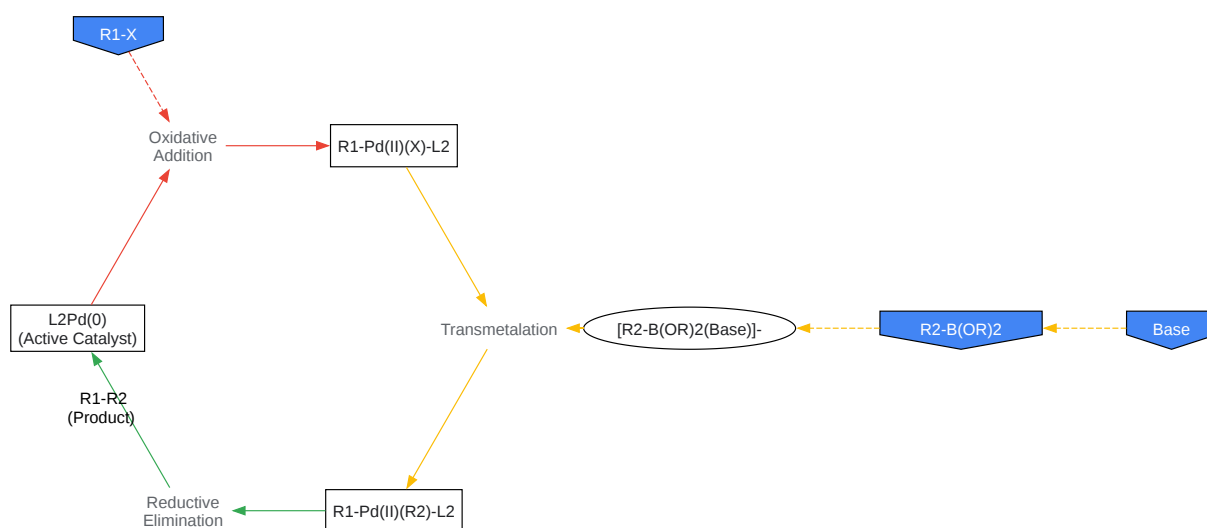 R1-X
Oxidative
Addition
R1-Pd(II)(X)-L2
L2Pd(0)
(Active Catalyst)
Transmetalation
[R2-B(OR)2(Base)]-
R2-B(OR)2
Base
R1-R2
(Product)
Reductive
Elimination
R1-Pd(II)(R2)-L2